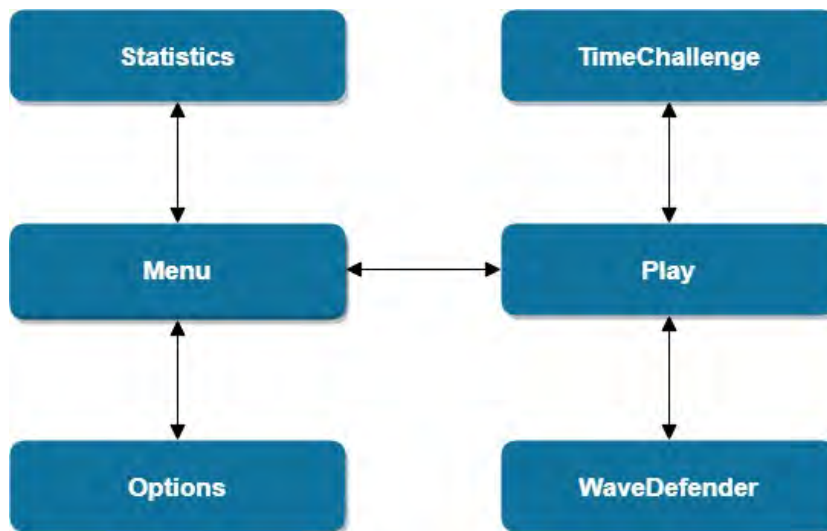 Statistics
TimeChallenge
Menu
Play
Options
WaveDefender